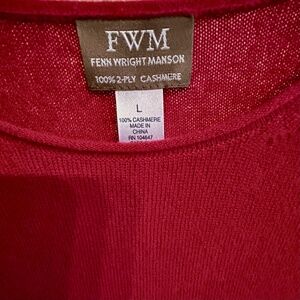 FWM
FENN WRIGHT MANSON
100% 2-PLY CASHMERE
L
100% CASHMERE
MADE IN
CHINA
RN 104647